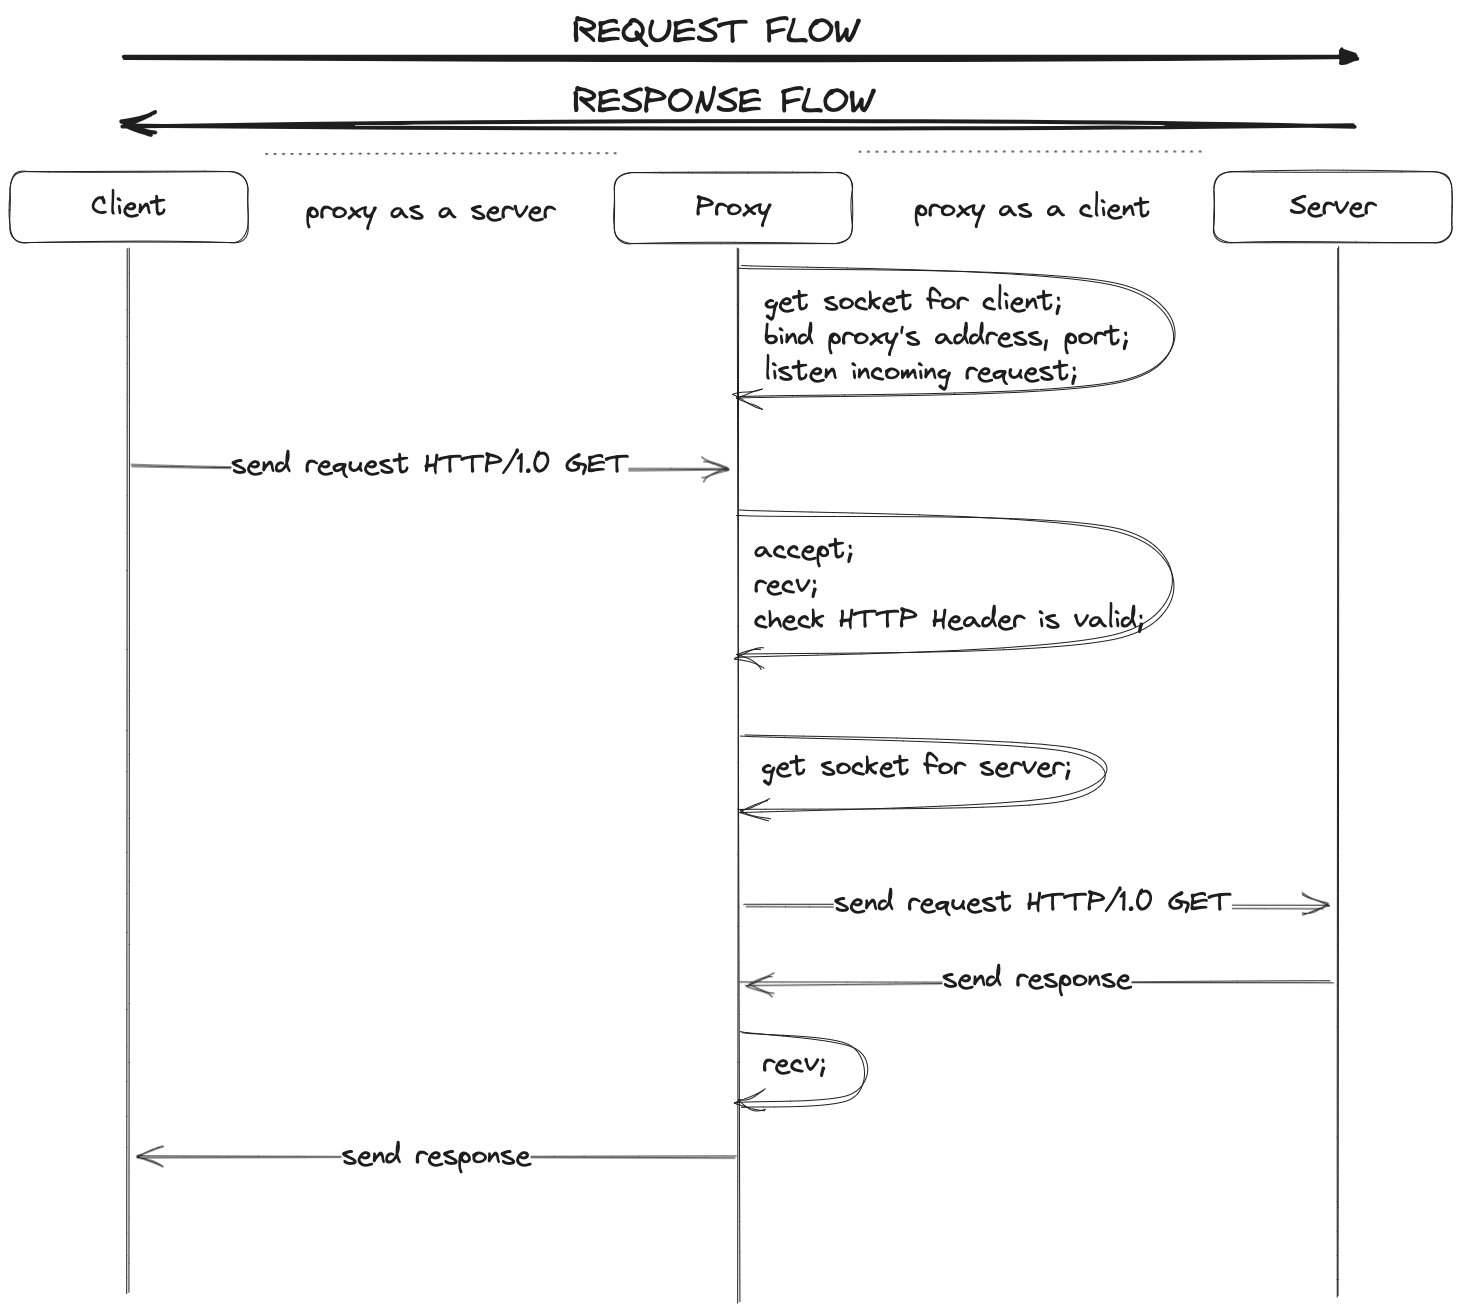 REQUEST FLOW
RESPONSE FLOW
Client
proxy as a server
Proxy
proxy as a client
Server
get socket for client;
bind proxy's address, port;
listen incoming request;
send request HTTP/1.0 GET
accept;
recv;
check HTTP Header is valid;
get socket for server;
send request HTTP/1.0 GET
send response
recv;
send response